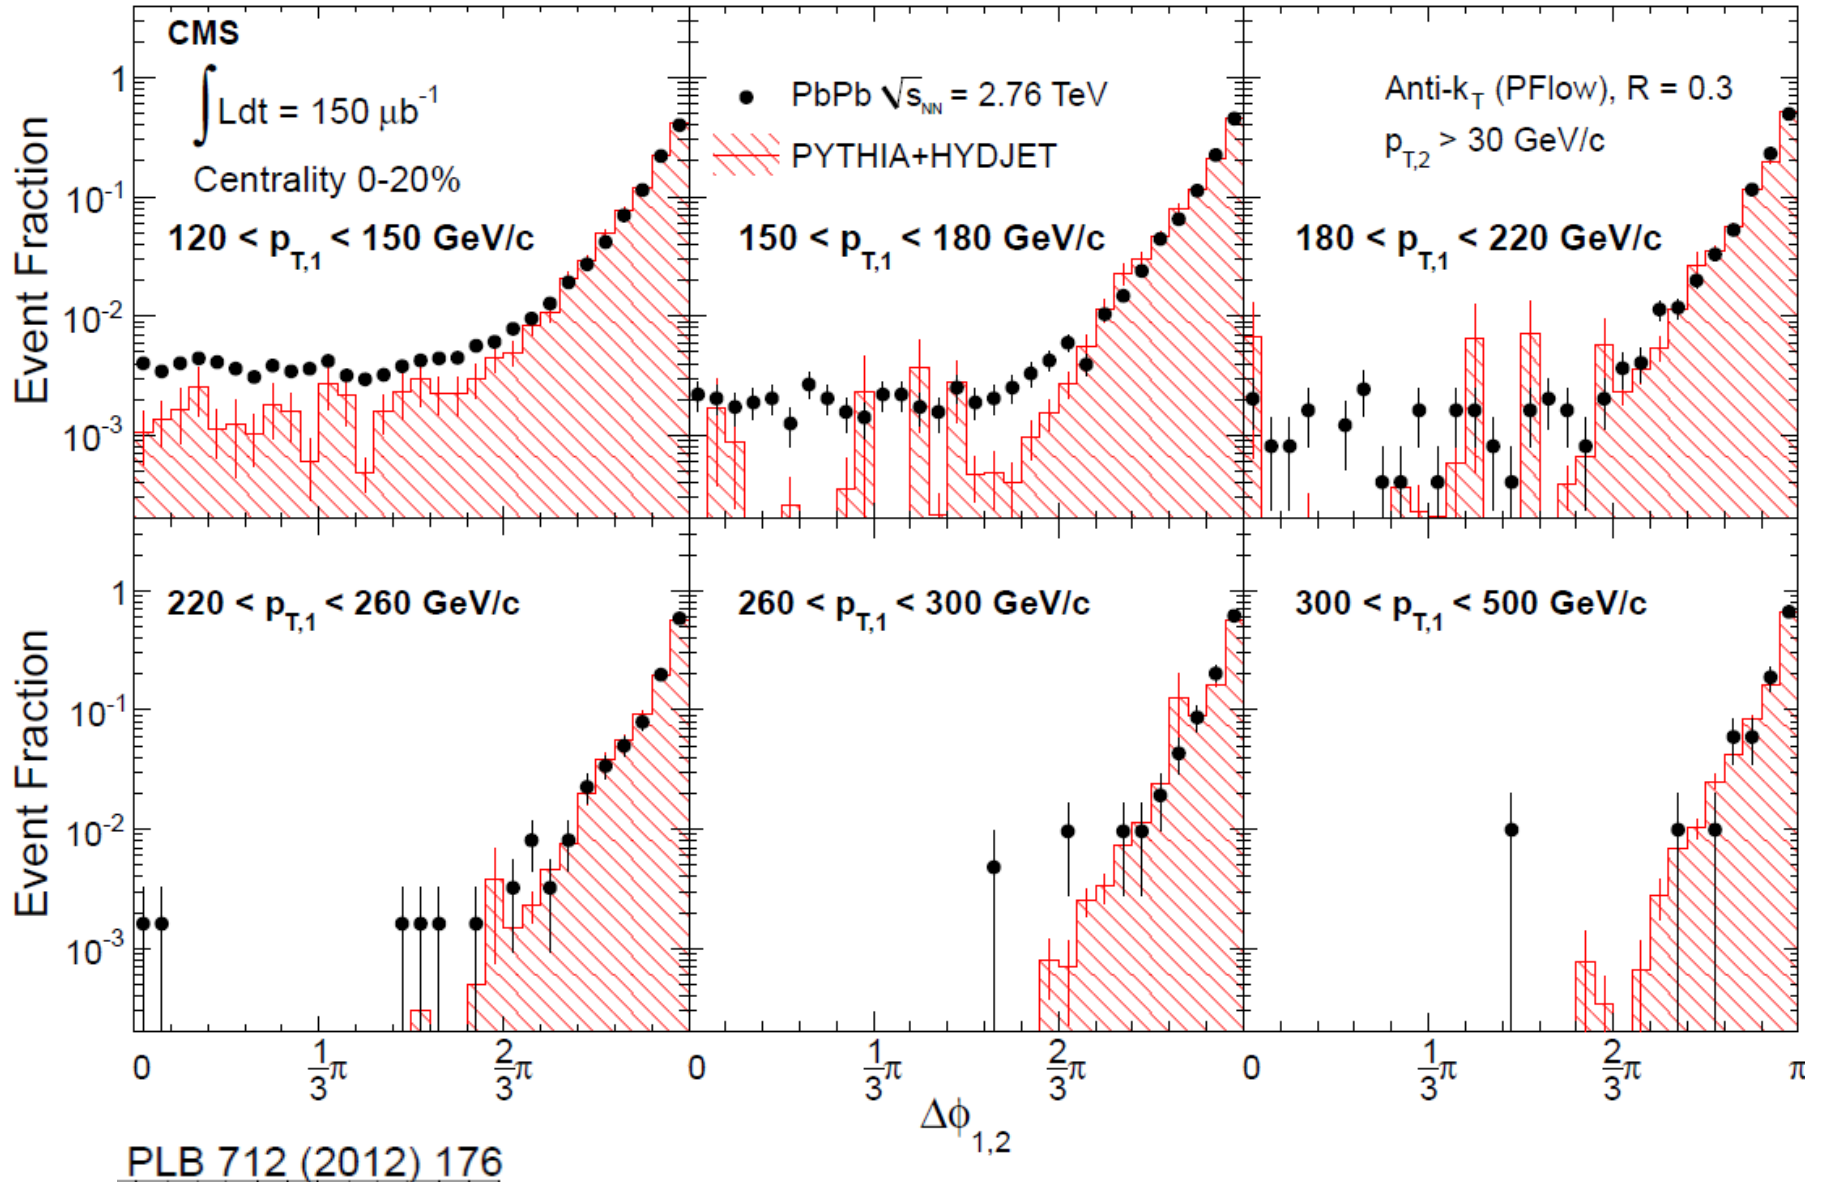 CMS
∫Ldt = 150 μb⁻¹
Centrality 0-20%
120 < p_T,1 < 150 GeV/c
PbPb √s_NN = 2.76 TeV
PYTHIA+HYDJET
150 < p_T,1 < 180 GeV/c
Anti-k_T (PFlow), R = 0.3
p_T,2 > 30 GeV/c
180 < p_T,1 < 220 GeV/c
Event Fraction
1
10⁻¹
10⁻²
10⁻³
220 < p_T,1 < 260 GeV/c
260 < p_T,1 < 300 GeV/c
300 < p_T,1 < 500 GeV/c
Event Fraction
1
10⁻¹
10⁻²
10⁻³
0 1/3π 2/3π 0 1/3π 2/3π 0 1/3π 2/3π π
Δϕ_1,2
PLB 712 (2012) 176